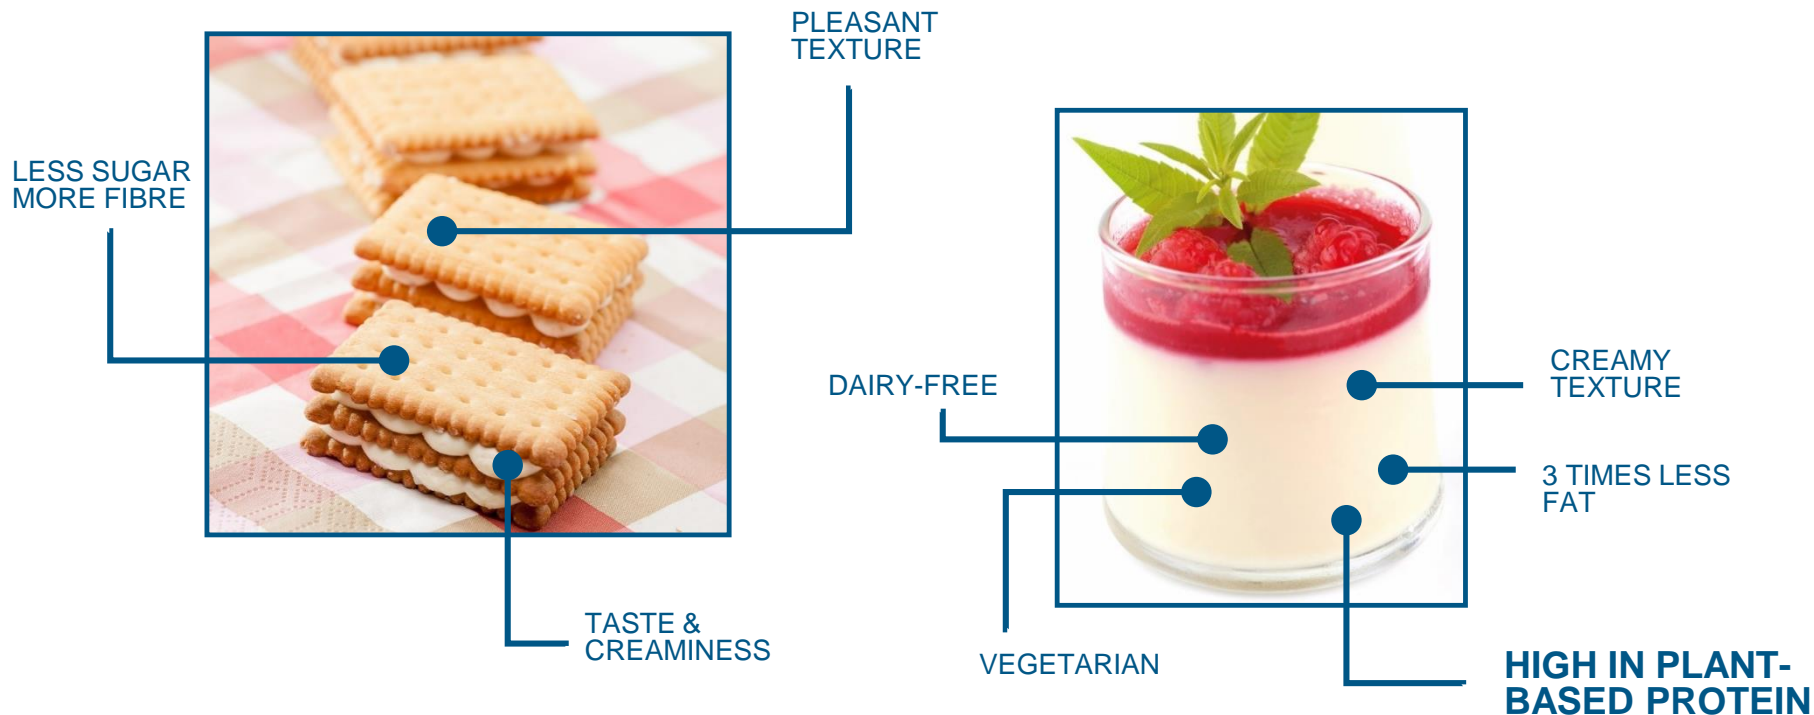 PLEASANT
TEXTURE
LESS SUGAR
MORE FIBRE
TASTE &
CREAMINESS
DAIRY-FREE
VEGETARIAN
CREAMY
TEXTURE
3 TIMES LESS
FAT
HIGH IN PLANT-
BASED PROTEIN